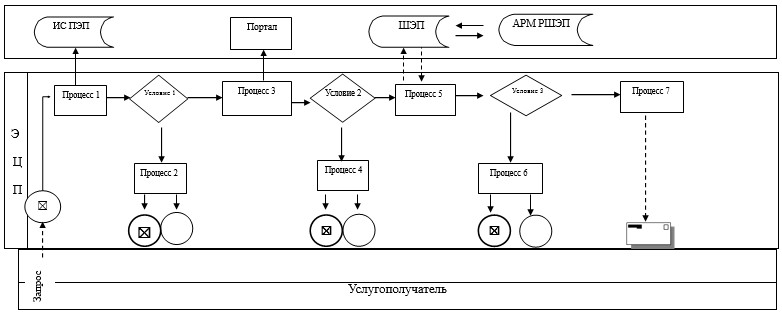 ИС ПЭП
Портал
ШЭП
АРМ РШЭП
Процесс 1
Условие 1
Процесс 3
Условие 2
Процесс 5
Условие 3
Процесс 7
Э
Ц
П
Процесс 2
Процесс 4
Процесс 6
Запрос
Услугополучатель